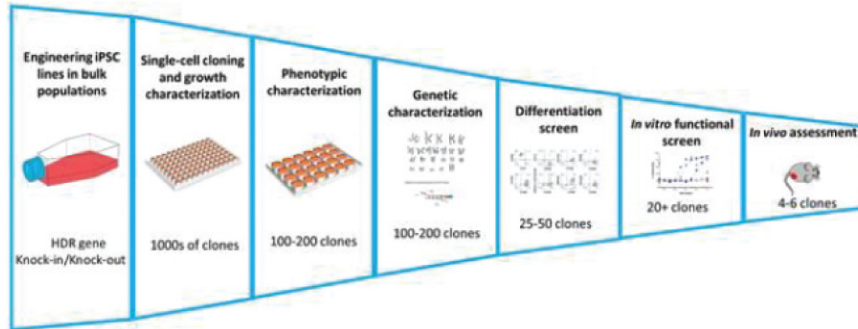 Engineering iPSC
lines in bulk
populations
HDR gene
Knock-in/Knock-out
Single-cell cloning
and growth
characterization
1000s of clones
Phenotypic
characterization
100-200 clones
Genetic
characterization
100-200 clones
Differentiation
screen
25-50 clones
In vitro functional
screen
20+ clones
In vivo assessment
4-6 clones